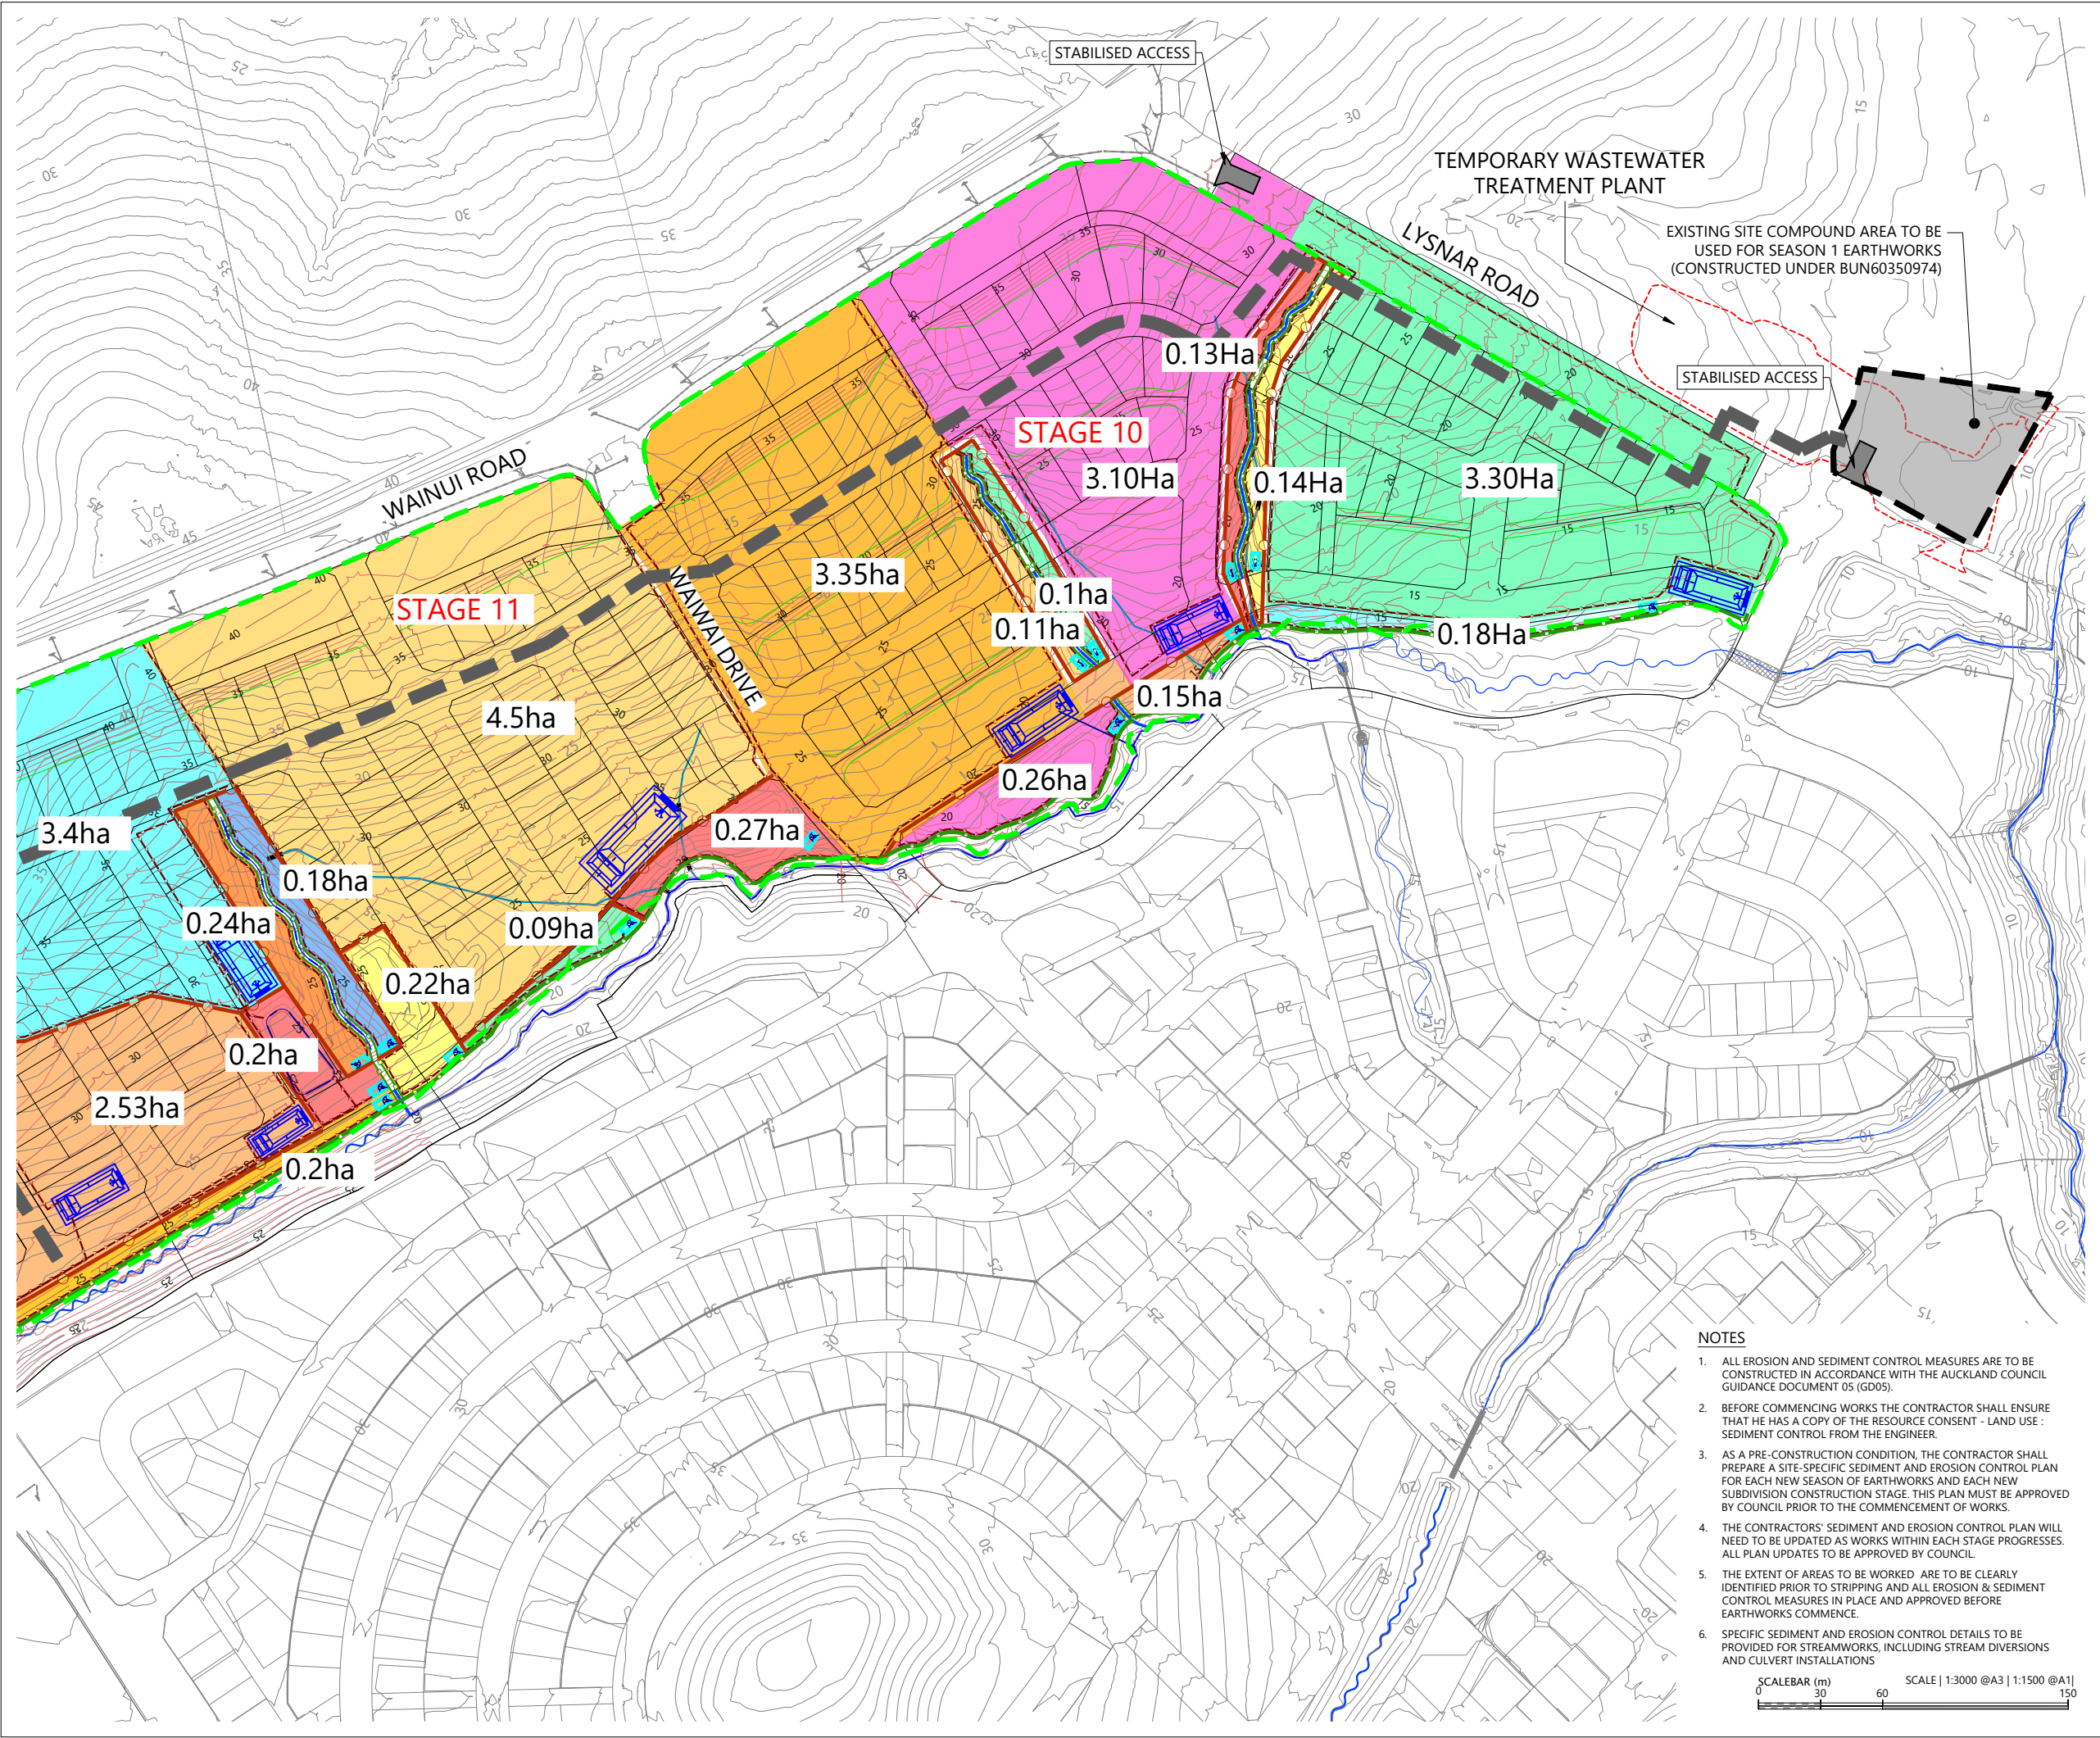 STABILISED ACCESS
TEMPORARY WASTEWATER
TREATMENT PLANT
EXISTING SITE COMPOUND AREA TO BE
USED FOR SEASON 1 EARTHWORKS
(CONSTRUCTED UNDER BUN60350974)
LYSNAR ROAD
STABILISED ACCESS
0.13Ha
STAGE 10
3.10Ha
0.14Ha
3.30Ha
WAINUI ROAD
WAIWAI DRIVE
3.35ha
STAGE 11
0.1ha
0.11ha
0.18Ha
0.15ha
4.5ha
0.26ha
0.27ha
3.4ha
0.18ha
0.24ha
0.09ha
0.22ha
0.2ha
2.53ha
0.2ha
NOTES
1. ALL EROSION AND SEDIMENT CONTROL MEASURES ARE TO BE
CONSTRUCTED IN ACCORDANCE WITH THE AUCKLAND COUNCIL
GUIDANCE DOCUMENT 05 (GD05).
2. BEFORE COMMENCING WORKS THE CONTRACTOR SHALL ENSURE
THAT HE HAS A COPY OF THE RESOURCE CONSENT - LAND USE :
SEDIMENT CONTROL FROM THE ENGINEER.
3. AS A PRE-CONSTRUCTION CONDITION, THE CONTRACTOR SHALL
PREPARE A SITE-SPECIFIC SEDIMENT AND EROSION CONTROL PLAN
FOR EACH NEW SEASON OF EARTHWORKS AND EACH NEW
SUBDIVISION CONSTRUCTION STAGE. THIS PLAN MUST BE APPROVED
BY COUNCIL PRIOR TO THE COMMENCEMENT OF WORKS.
4. THE CONTRACTORS' SEDIMENT AND EROSION CONTROL PLAN WILL
NEED TO BE UPDATED AS WORKS WITHIN EACH STAGE PROGRESSES.
ALL PLAN UPDATES TO BE APPROVED BY COUNCIL.
5. THE EXTENT OF AREAS TO BE WORKED ARE TO BE CLEARLY
IDENTIFIED PRIOR TO STRIPPING AND ALL EROSION & SEDIMENT
CONTROL MEASURES IN PLACE AND APPROVED BEFORE
EARTHWORKS COMMENCE.
6. SPECIFIC SEDIMENT AND EROSION CONTROL DETAILS TO BE
PROVIDED FOR STREAMWORKS, INCLUDING STREAM DIVERSIONS
AND CULVERT INSTALLATIONS
SCALEBAR (m) SCALE | 1:3000 @A3 | 1:1500 @A1|
0 30 60 150